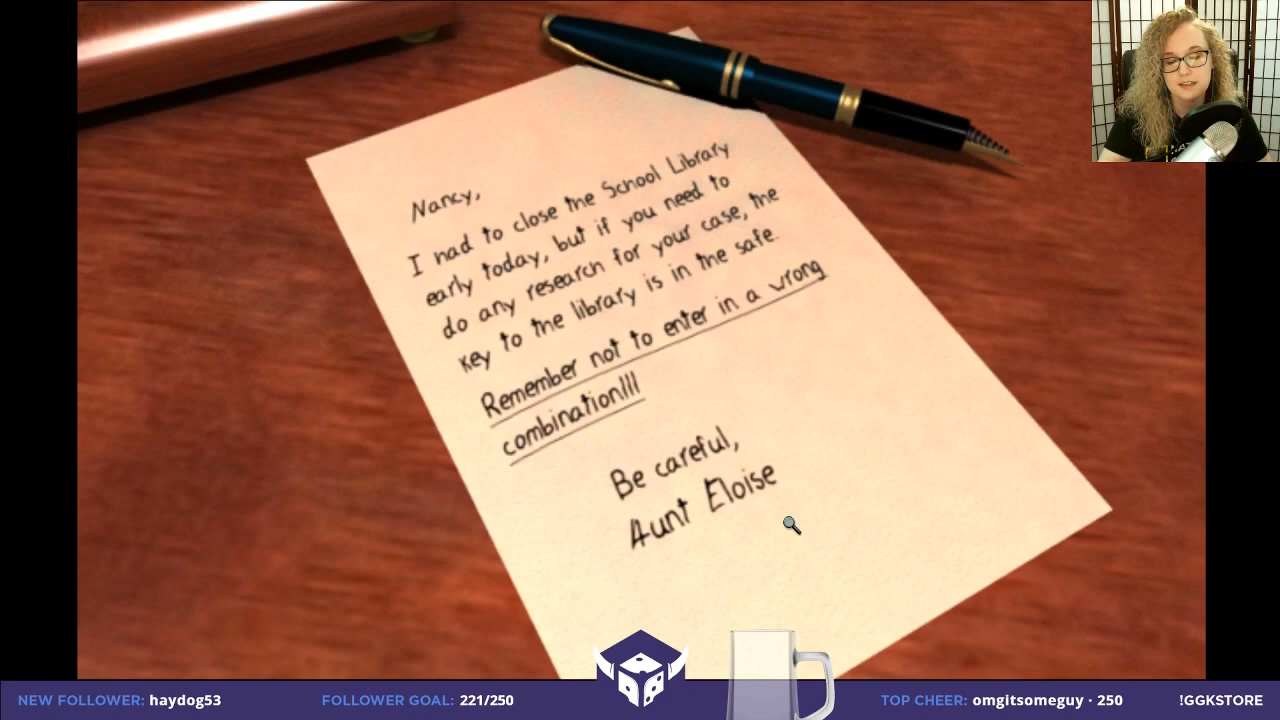 Nancy,
I had to close the School Library
early today, but if you need to
do any research for your case, the
key to the library is in the safe.
Remember not to enter in a wrong
combination!!!
Be careful,
Aunt Eloise
NEW FOLLOWER: haydog53
FOLLOWER GOAL: 221/250
TOP CHEER: omgitsomeguy · 250
!GGKSTORE